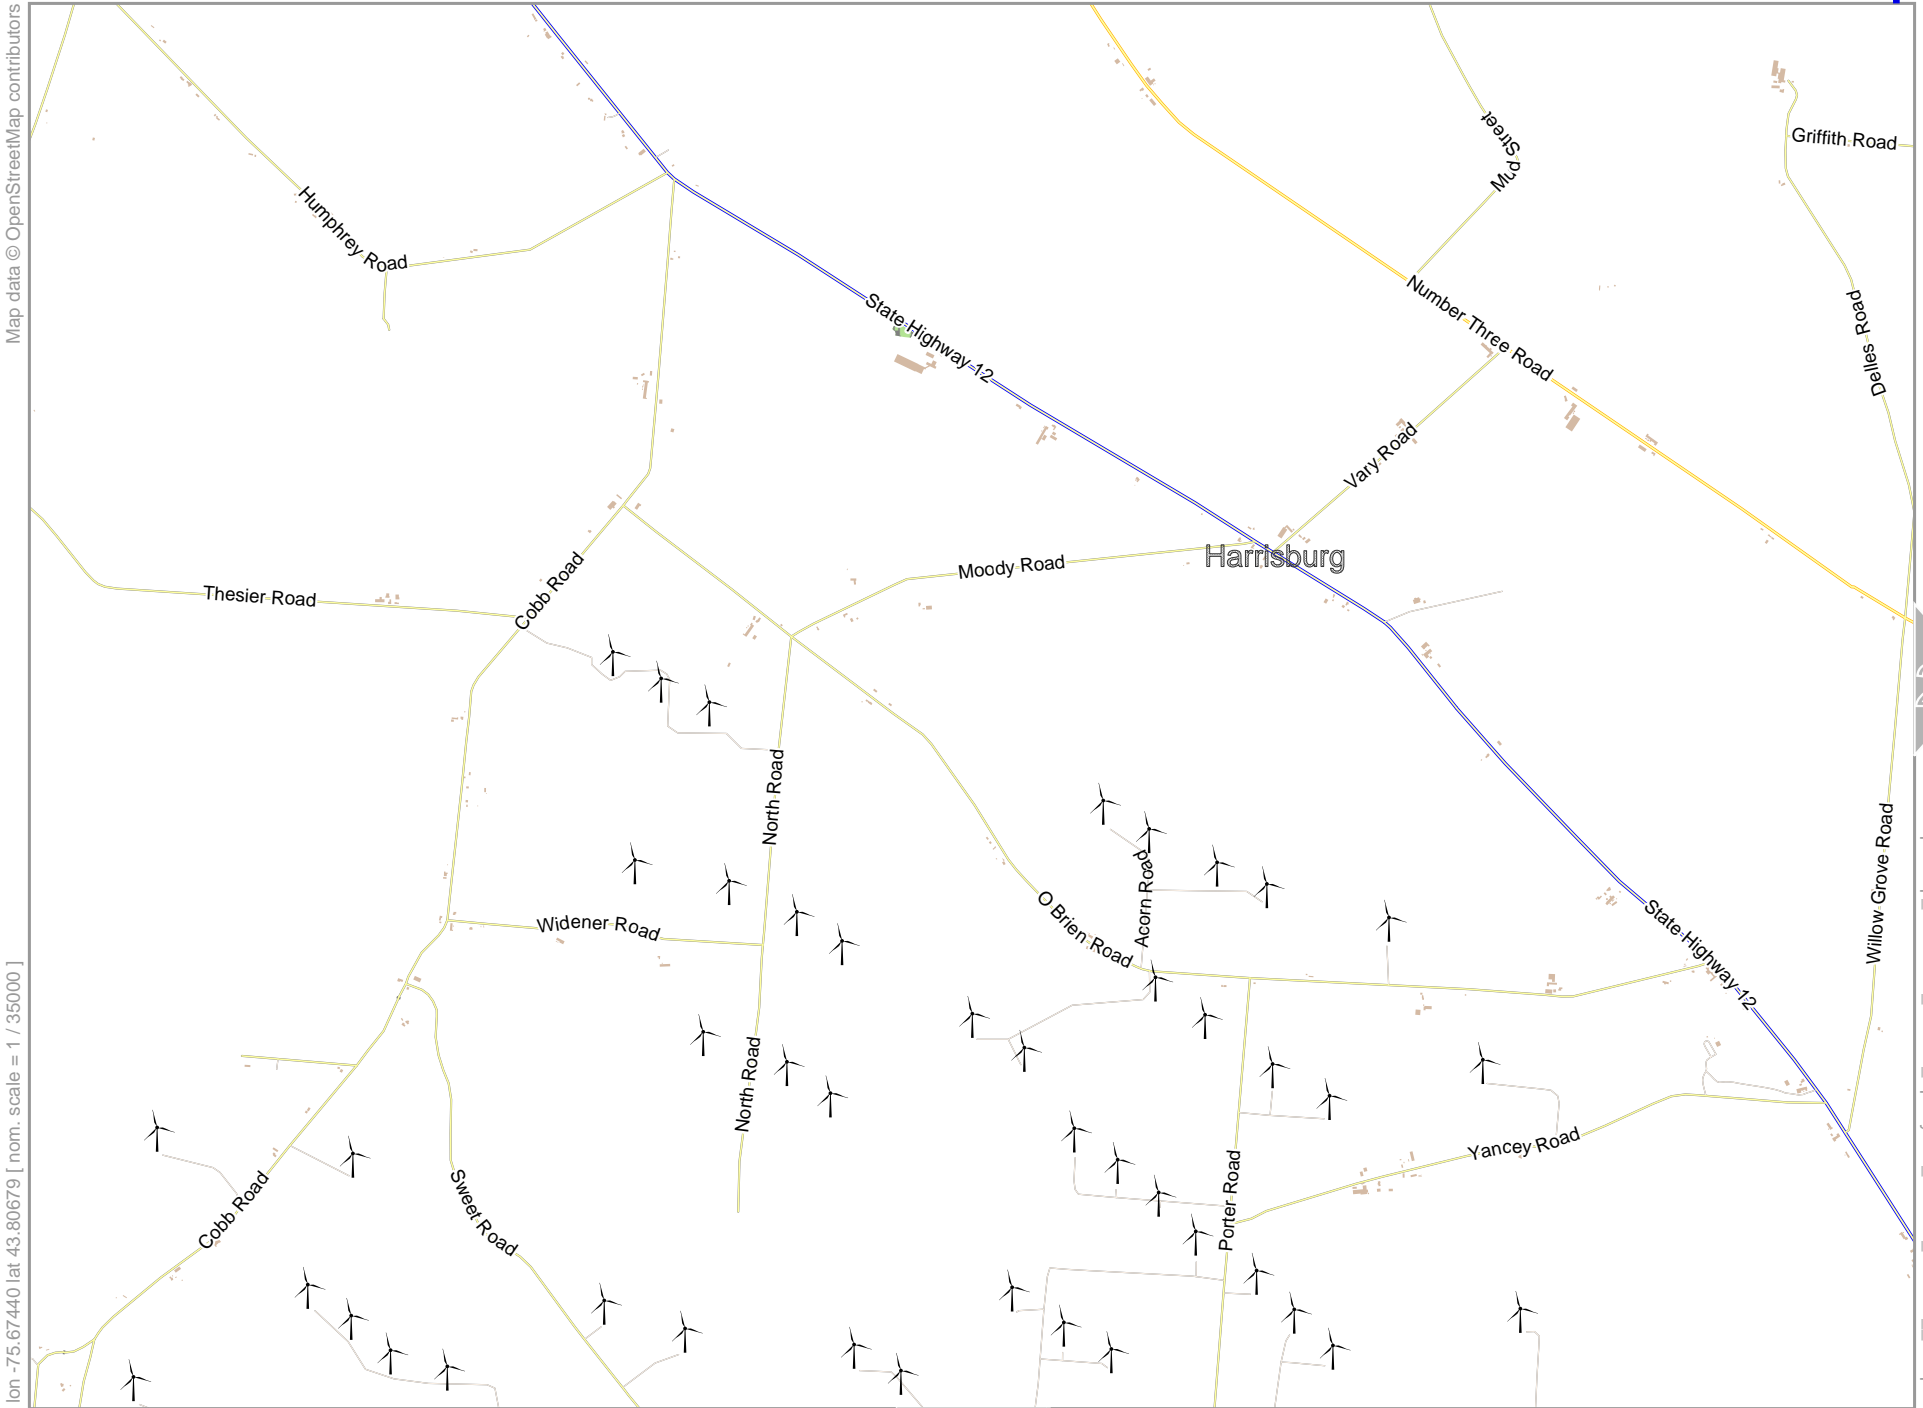 Map data © OpenStreetMap contributors
lon -75.67440 lat 43.80679 [ nom. scale = 1 / 35000 ]
Mud Street
Griffith Road
Humphrey Road
State Highway 12
Number Three Road
Delles Road
Vary Road
Harrisburg
Moody Road
Cobb Road
Thesier Road
North Road
Acorn Road
Willow Grove Road
Widener Road
O Brien Road
State Highway 12
North Road
Yancey Road
Porter Road
Cobb Road
Sweet Road